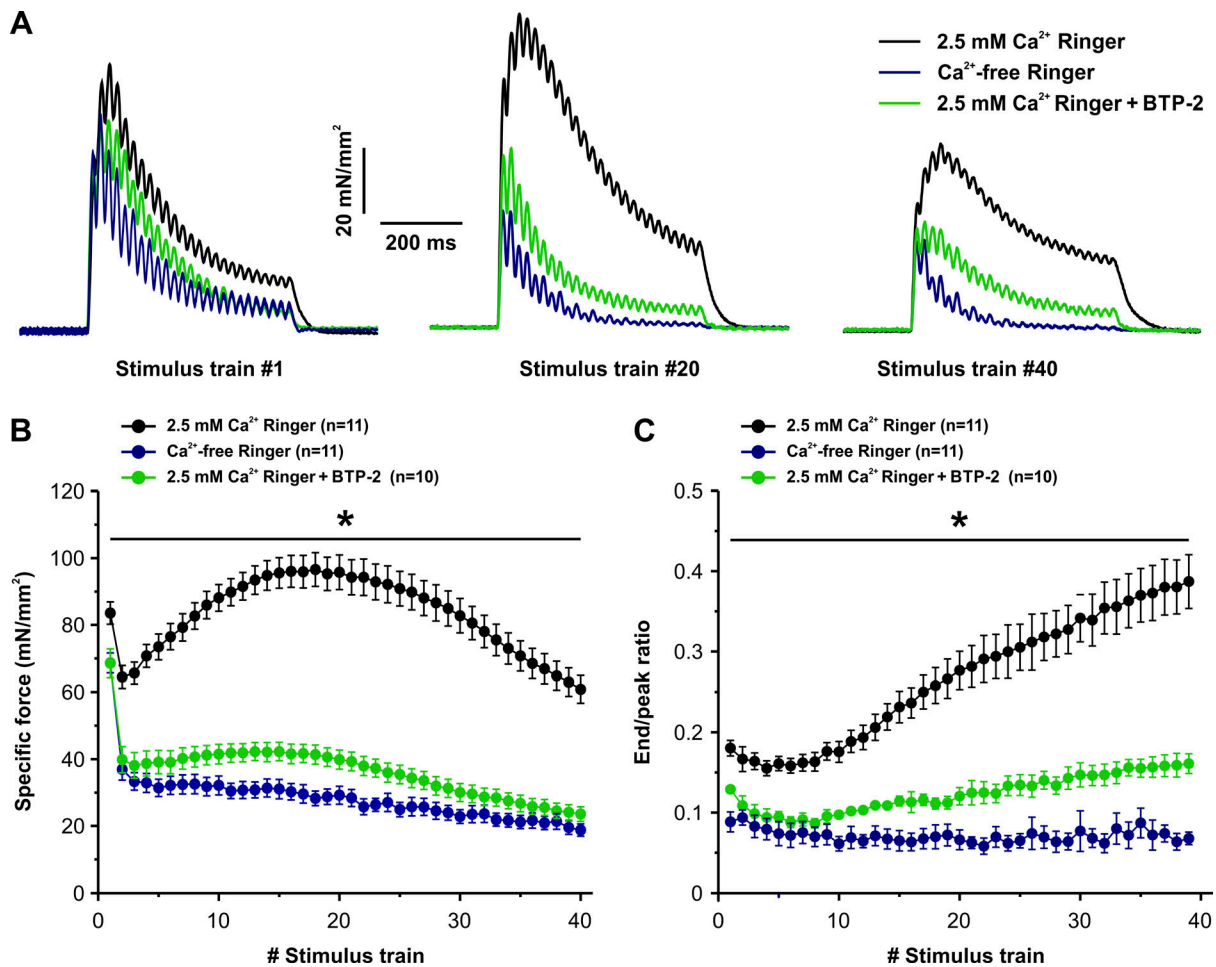 A
2.5 mM Ca²⁺ Ringer
Ca²⁺-free Ringer
2.5 mM Ca²⁺ Ringer + BTP-2
20 mN/mm²
200 ms
Stimulus train #1
Stimulus train #20
Stimulus train #40
B
2.5 mM Ca²⁺ Ringer (n=11)
Ca²⁺-free Ringer (n=11)
2.5 mM Ca²⁺ Ringer + BTP-2 (n=10)
120
100
80
60
40
20
0
Specific force (mN/mm²)
*
0
10
20
30
40
# Stimulus train
C
2.5 mM Ca²⁺ Ringer (n=11)
Ca²⁺-free Ringer (n=11)
2.5 mM Ca²⁺ Ringer + BTP-2 (n=10)
0.5
0.4
0.3
0.2
0.1
0
End/peak ratio
*
0
10
20
30
40
# Stimulus train